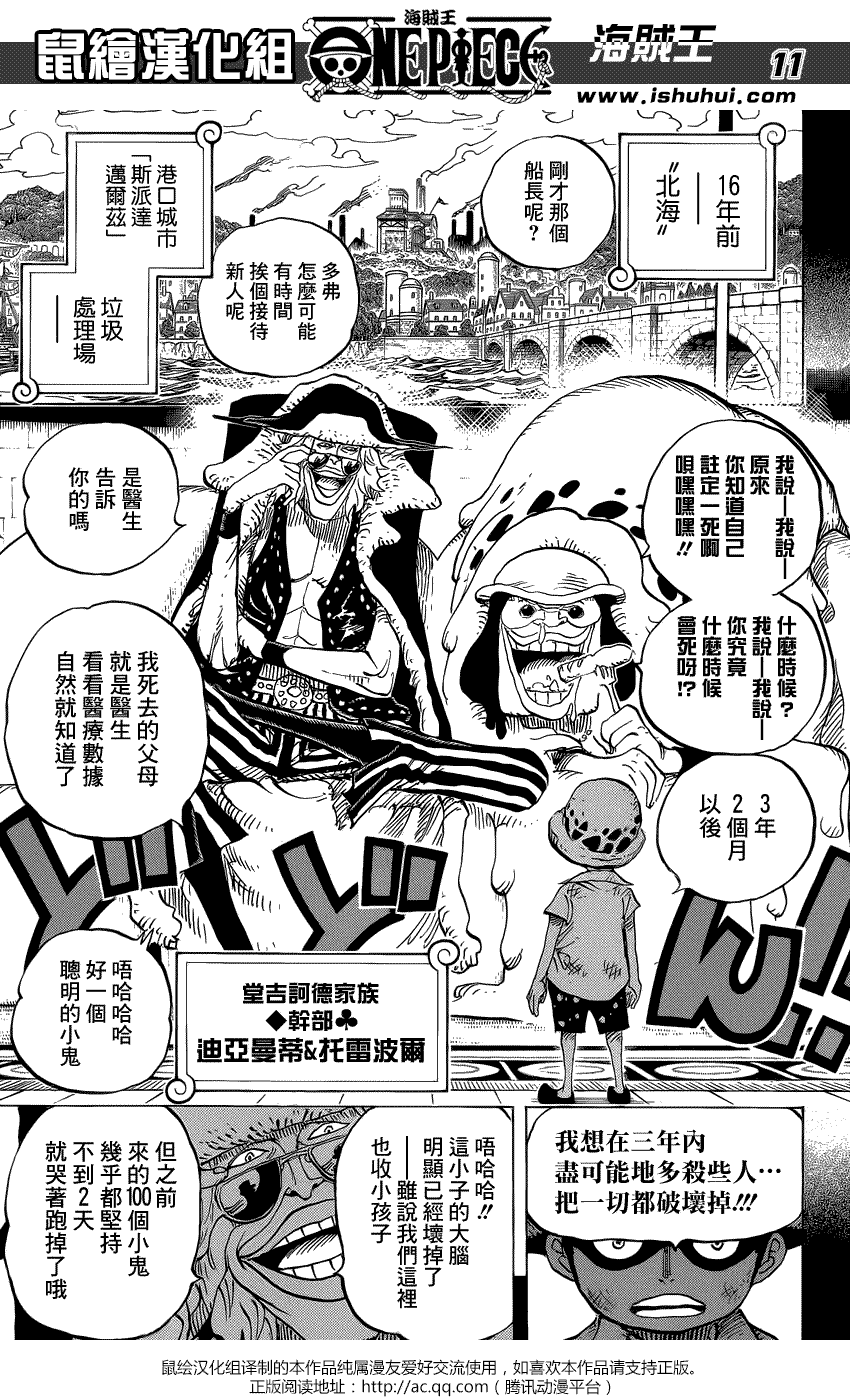 鼠繪漢化組
海賊王
ONE PIECE
海賊王
11
www.ishuhui.com
16年前
——
〝北海〞
剛才那個
船長呢?
多弗
怎麼可能
有時間
挨個接待
新人呢
港口城市
「斯派達
邁爾茲」
垃圾
處理場
——
我說—我說—
原來
你知道自己
註定一死啊
唄嘿嘿嘿!!
什麼時候?
我說—我說—
你究竟
什麼時候
會死呀!?
是醫生
告訴
你的嗎
3年
2個月
以後
我死去的父母
就是醫生
看看醫療數據
自然就知道了
ドドん!!
唔哈哈哈
好一個
聰明的小鬼
堂吉訶德家族
◆幹部♣
迪亞曼蒂&托雷波爾
我想在三年內
盡可能地多殺些人…
把一切都破壞掉!!!
唔哈哈!!
這小子的大腦
明顯已經壞掉了
——雖說我們這裡
也收小孩子
但之前
來的100個小鬼
幾乎都堅持
不到2天
就哭著跑掉了哦
鼠绘汉化组译制的本作品纯属漫友爱好交流使用，如喜欢本作品请支持正版。
正版阅读地址：http://ac.qq.com（腾讯动漫平台）